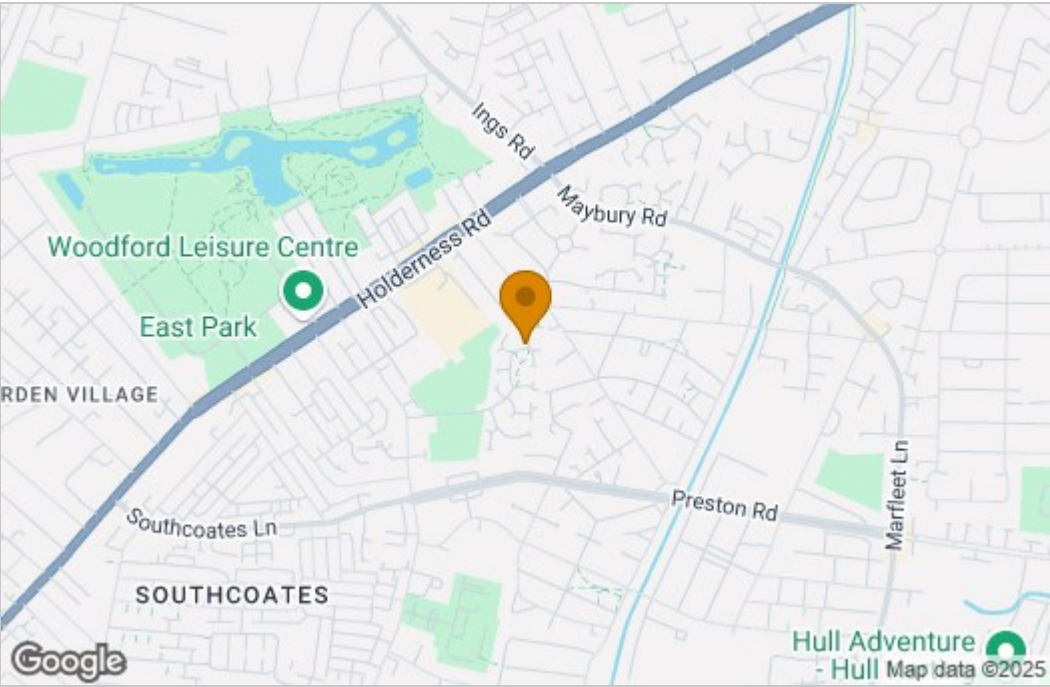 Ings Rd
Maybury Rd
Holderness Rd
Woodford Leisure Centre
East Park
RDEN VILLAGE
Marfleet Ln
Preston Rd
Southcoates Ln
SOUTHCOATES
Hull Adventure
- Hull
Google
Map data ©2025